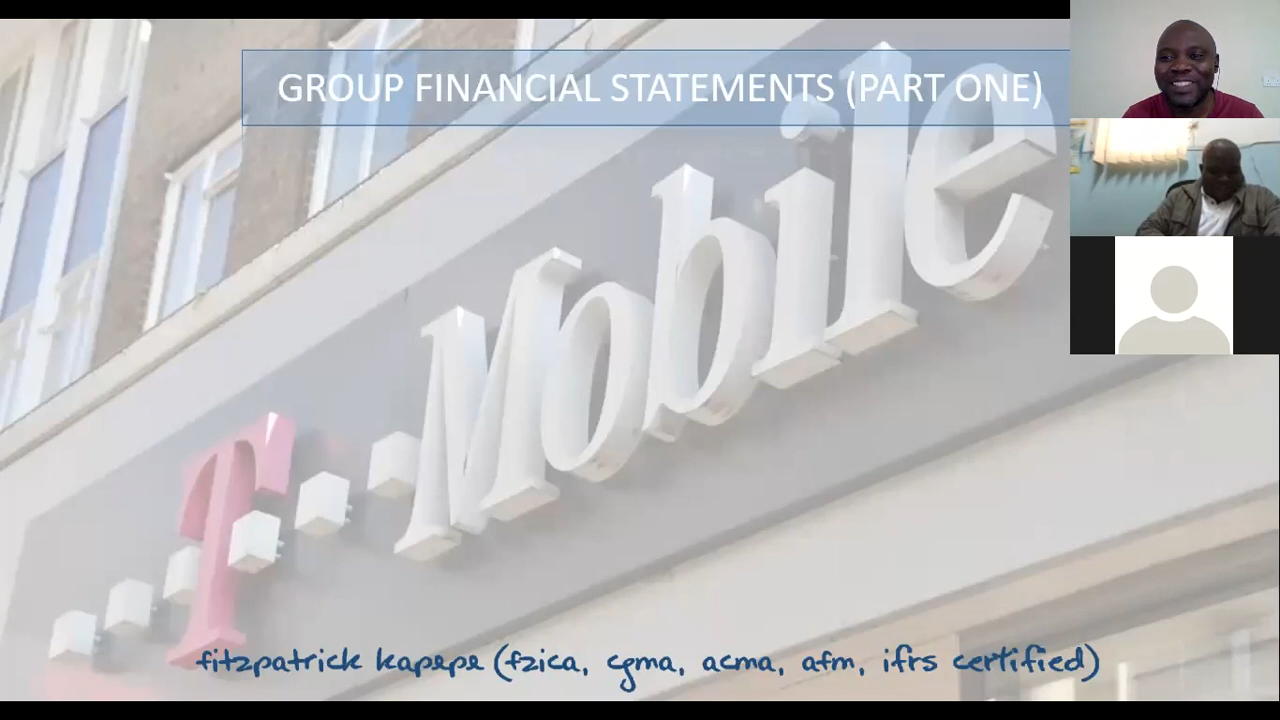 GROUP FINANCIAL STATEMENTS (PART ONE)
T Mobile
fitzpatrick kapepe (fzica, cgma, acma, afm, ifrs certified)